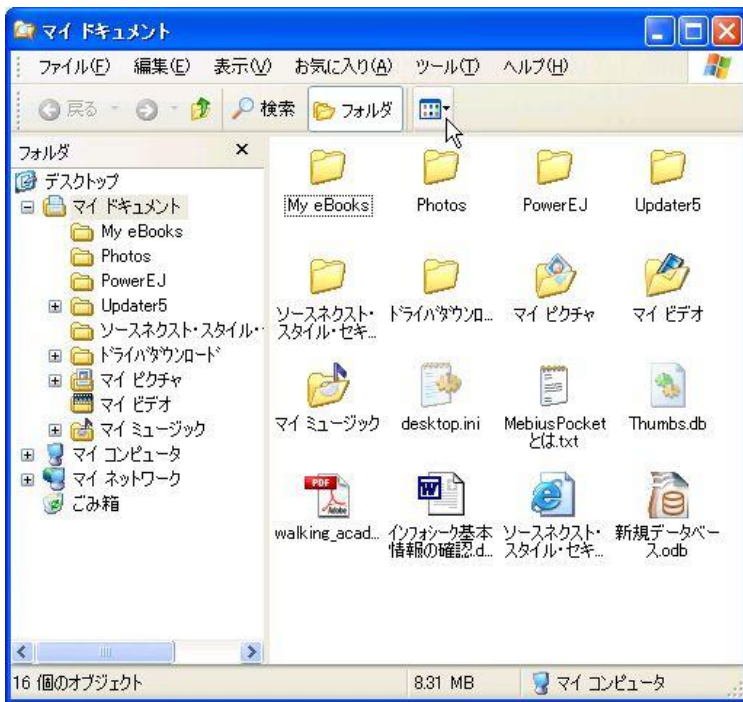 マイ ドキュメント
ファイル(F) 編集(E) 表示(V) お気に入り(A) ツール(T) ヘルプ(H)
戻る 検索 フォルダ
フォルダ
デスクトップ
マイ ドキュメント
My eBooks
Photos
PowerEJ
Updater5
ソースネクスト・スタイル・
ドライバダウンロード
マイ ピクチャ
マイ ビデオ
マイ ミュージック
マイ コンピュータ
マイ ネットワーク
ごみ箱
My eBooks Photos PowerEJ Updater5
ソースネクスト・
スタイル・セキ...
ドライバダウンロ...
マイ ピクチャ
マイ ビデオ
マイ ミュージック
desktop.ini
MebiusPocket
とは.txt
Thumbs.db
PDF
Adobe
walking_acad...
W
インフォシーク基本
情報の確認.d...
ソースネクスト・
スタイル・セキ...
新規データベー
ス.odb
16 個のオブジェクト 8.31 MB マイ コンピュータ